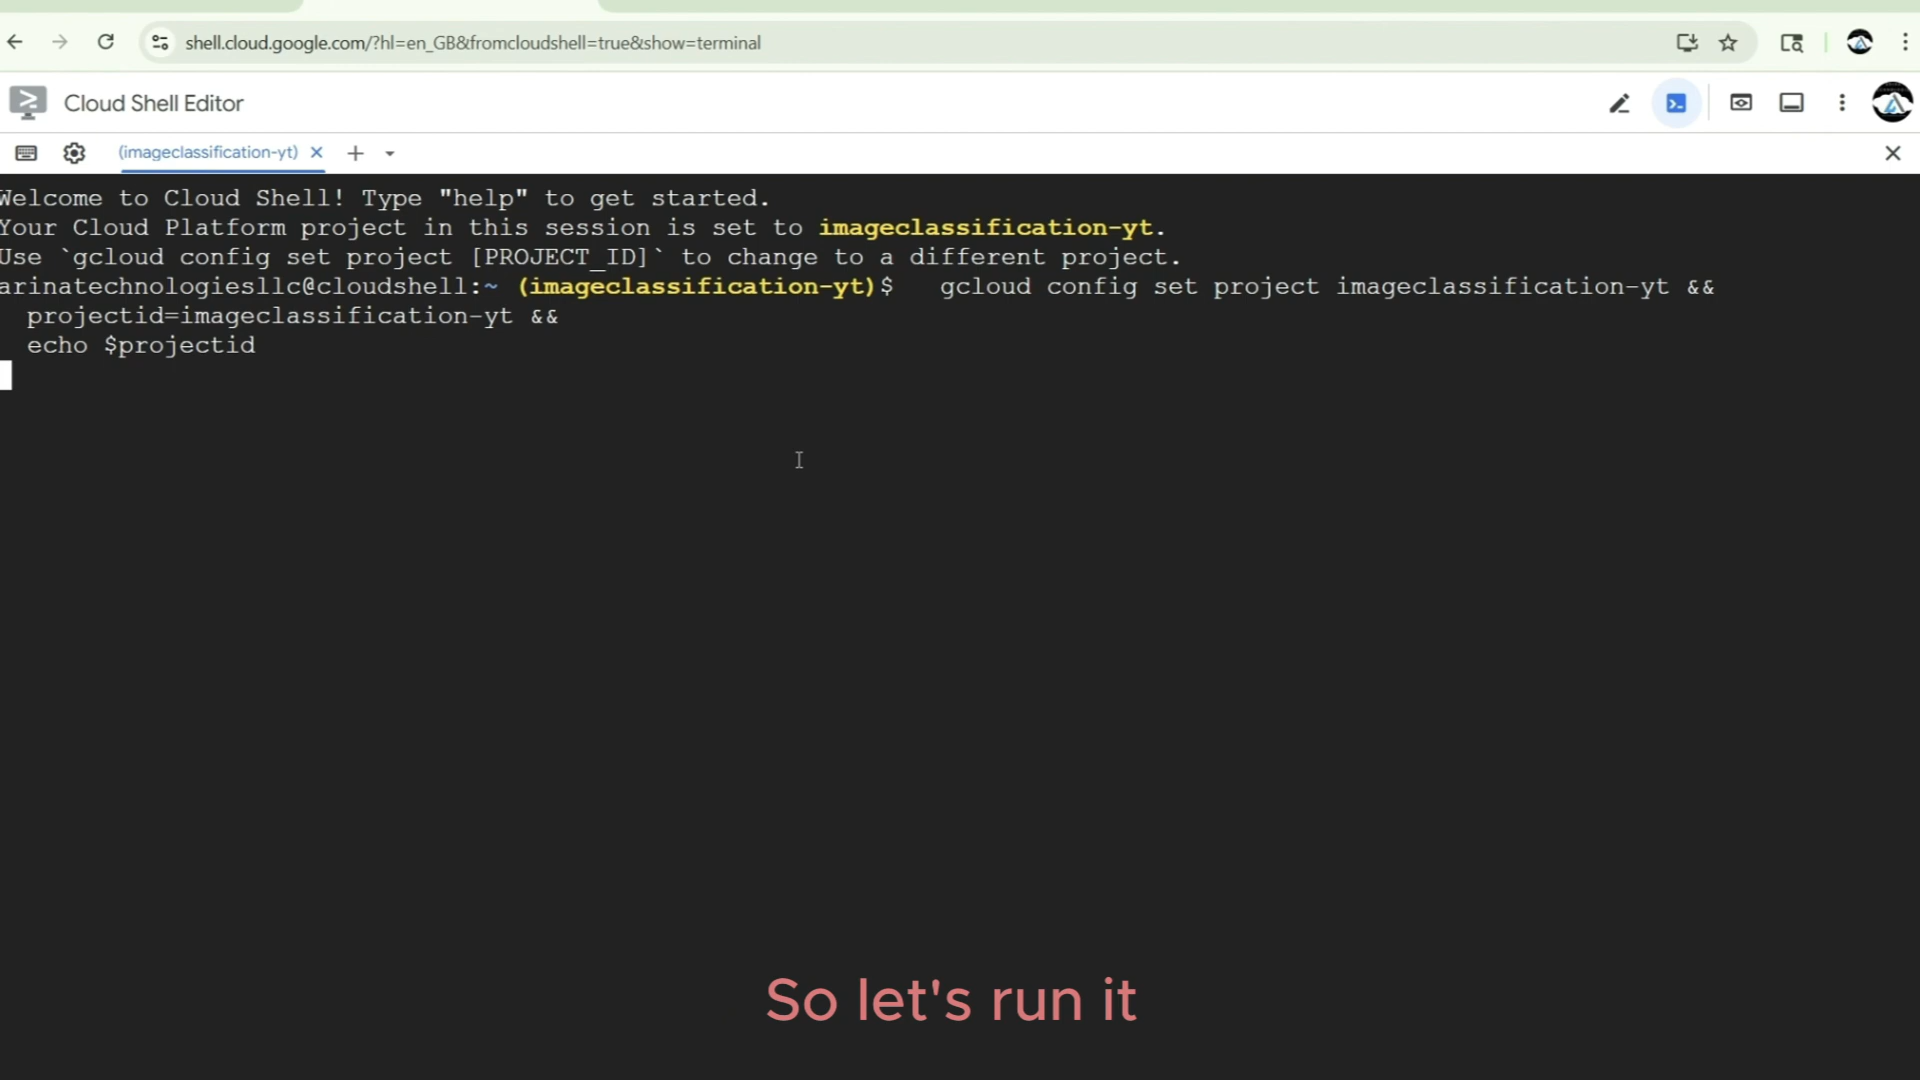 shell.cloud.google.com/?hl=en_GB&fromcloudshell=true&show=terminal
Cloud Shell Editor
(imageclassification-yt)
Welcome to Cloud Shell! Type "help" to get started.
Your Cloud Platform project in this session is set to imageclassification-yt.
Use `gcloud config set project [PROJECT_ID]` to change to a different project.
arinatechnologiesllc@cloudshell:~ (imageclassification-yt)$   gcloud config set project imageclassification-yt &&
  projectid=imageclassification-yt &&
  echo $projectid
So let's run it